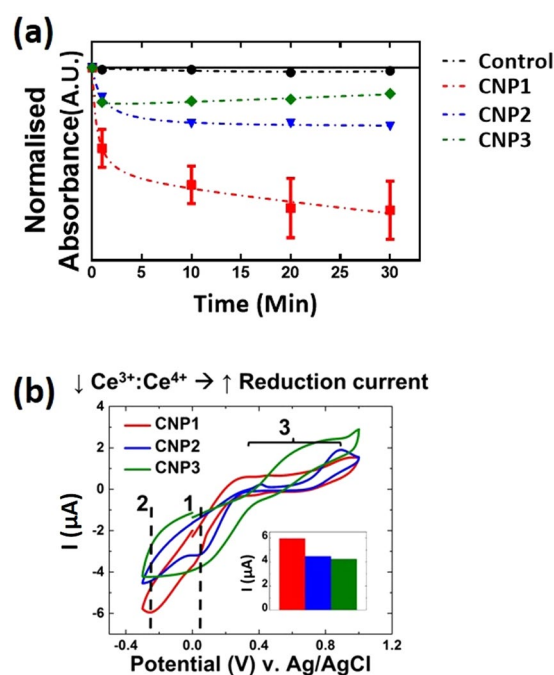 (a)
Normalised
Absorbance(A.U.)
0 5 10 15 20 25 30
Time (Min)
Control
CNP1
CNP2
CNP3
(b)
↓ Ce³⁺:Ce⁴⁺ → ↑ Reduction current
I (µA)
4
2
0
-2
-4
-6
CNP1
CNP2
CNP3
3
2 1
I (µA)
6
4
2
0
-0.4 0.0 0.4 0.8 1.2
Potential (V) v. Ag/AgCl